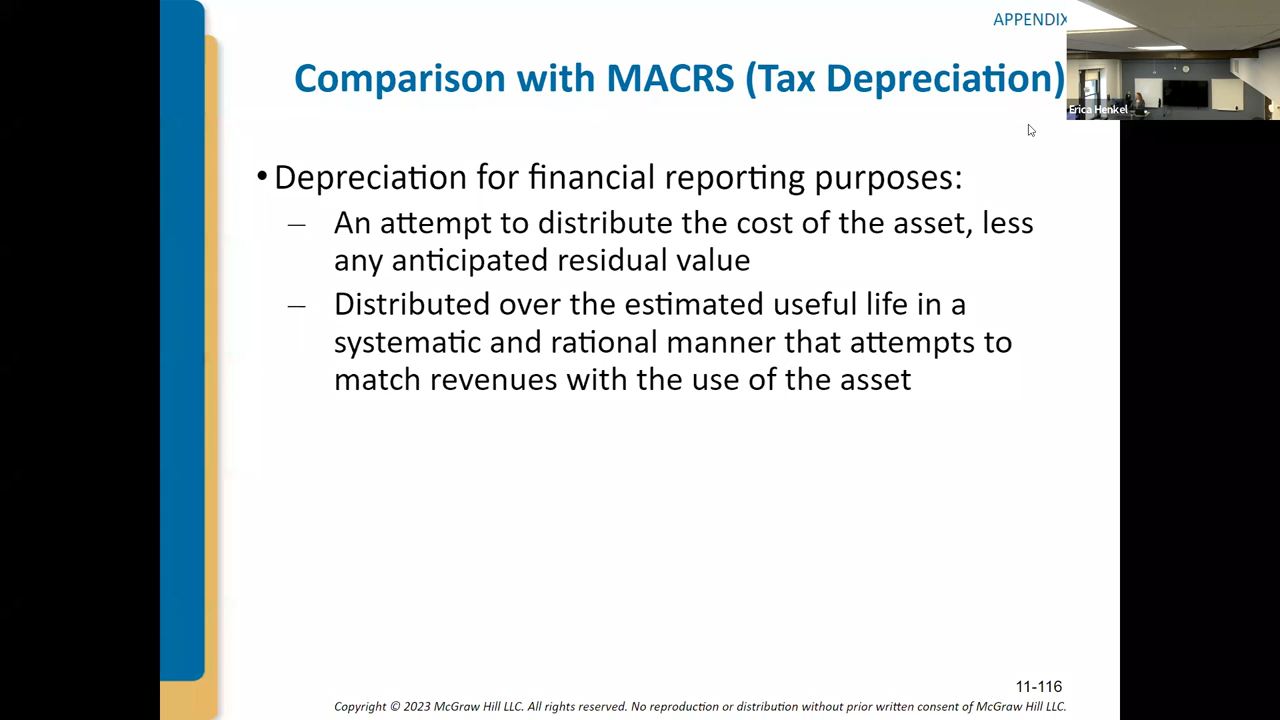 APPENDIX
Comparison with MACRS (Tax Depreciation)
Erica Henkel
• Depreciation for financial reporting purposes:
— An attempt to distribute the cost of the asset, less
any anticipated residual value
— Distributed over the estimated useful life in a
systematic and rational manner that attempts to
match revenues with the use of the asset
11-116
Copyright © 2023 McGraw Hill LLC. All rights reserved. No reproduction or distribution without prior written consent of McGraw Hill LLC.